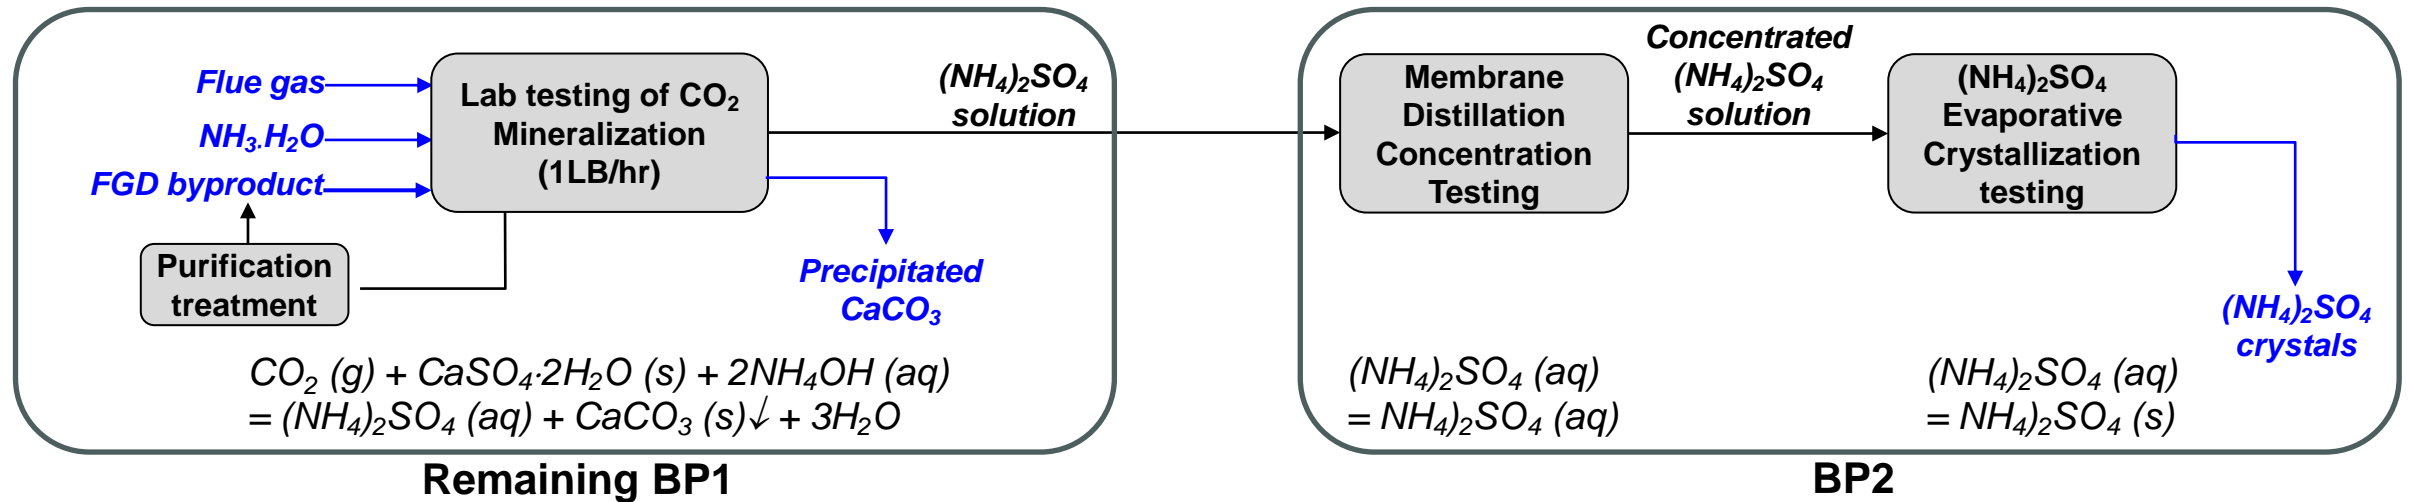 Flue gas
NH₃.H₂O
FGD byproduct
Purification
treatment
Lab testing of CO₂
Mineralization
(1LB/hr)
(NH₄)₂SO₄
solution
Precipitated
CaCO₃
CO₂ (g) + CaSO₄·2H₂O (s) + 2NH₄OH (aq)
= (NH₄)₂SO₄ (aq) + CaCO₃ (s)↓ + 3H₂O
Remaining BP1
Membrane
Distillation
Concentration
Testing
Concentrated
(NH₄)₂SO₄
solution
(NH₄)₂SO₄
Evaporative
Crystallization
testing
(NH₄)₂SO₄
crystals
(NH₄)₂SO₄ (aq)
= NH₄)₂SO₄ (aq)
(NH₄)₂SO₄ (aq)
= NH₄)₂SO₄ (s)
BP2